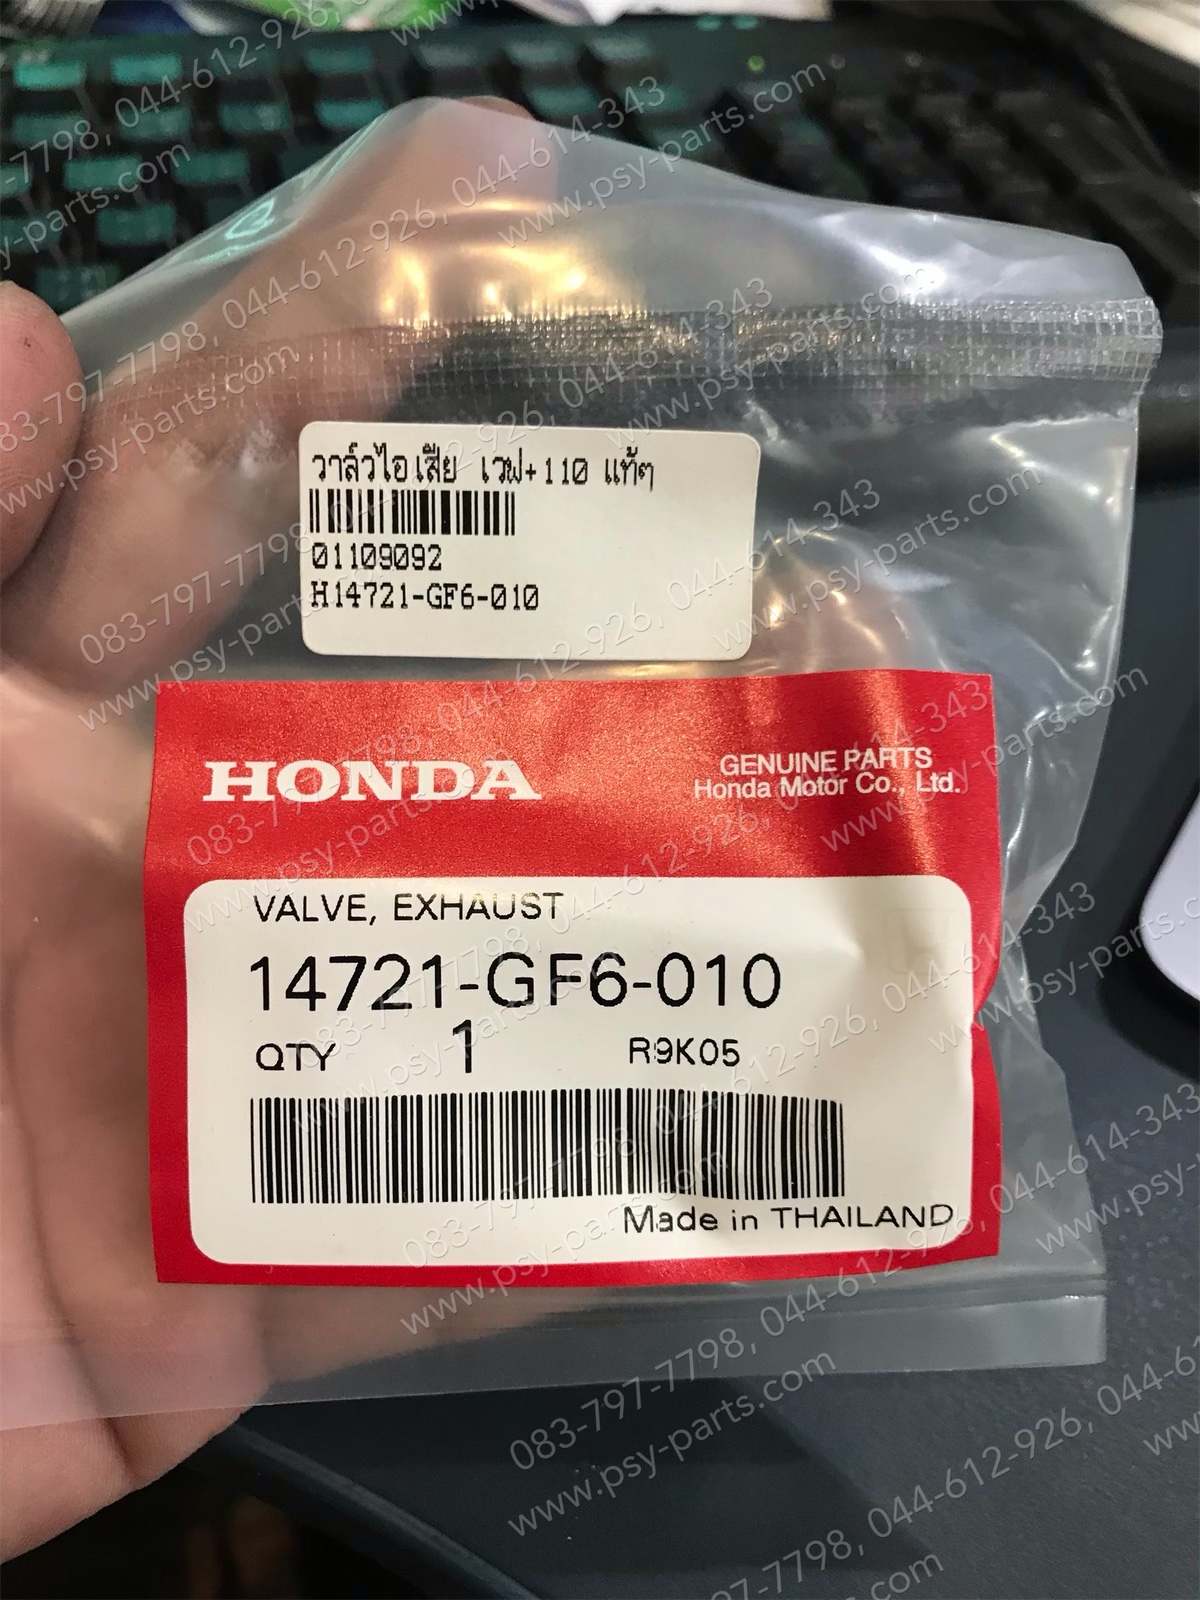 วาล์วไอเสีย เวฟ+110 แท้ๆ
01109092
H14721-GF6-010
HONDA
GENUINE PARTS
Honda Motor Co., Ltd.
VALVE, EXHAUST
14721-GF6-010
QTY 1 R9K05
Made in THAILAND
083-797-7798, 044-612-926, 044-614-343
www.psy-parts.com